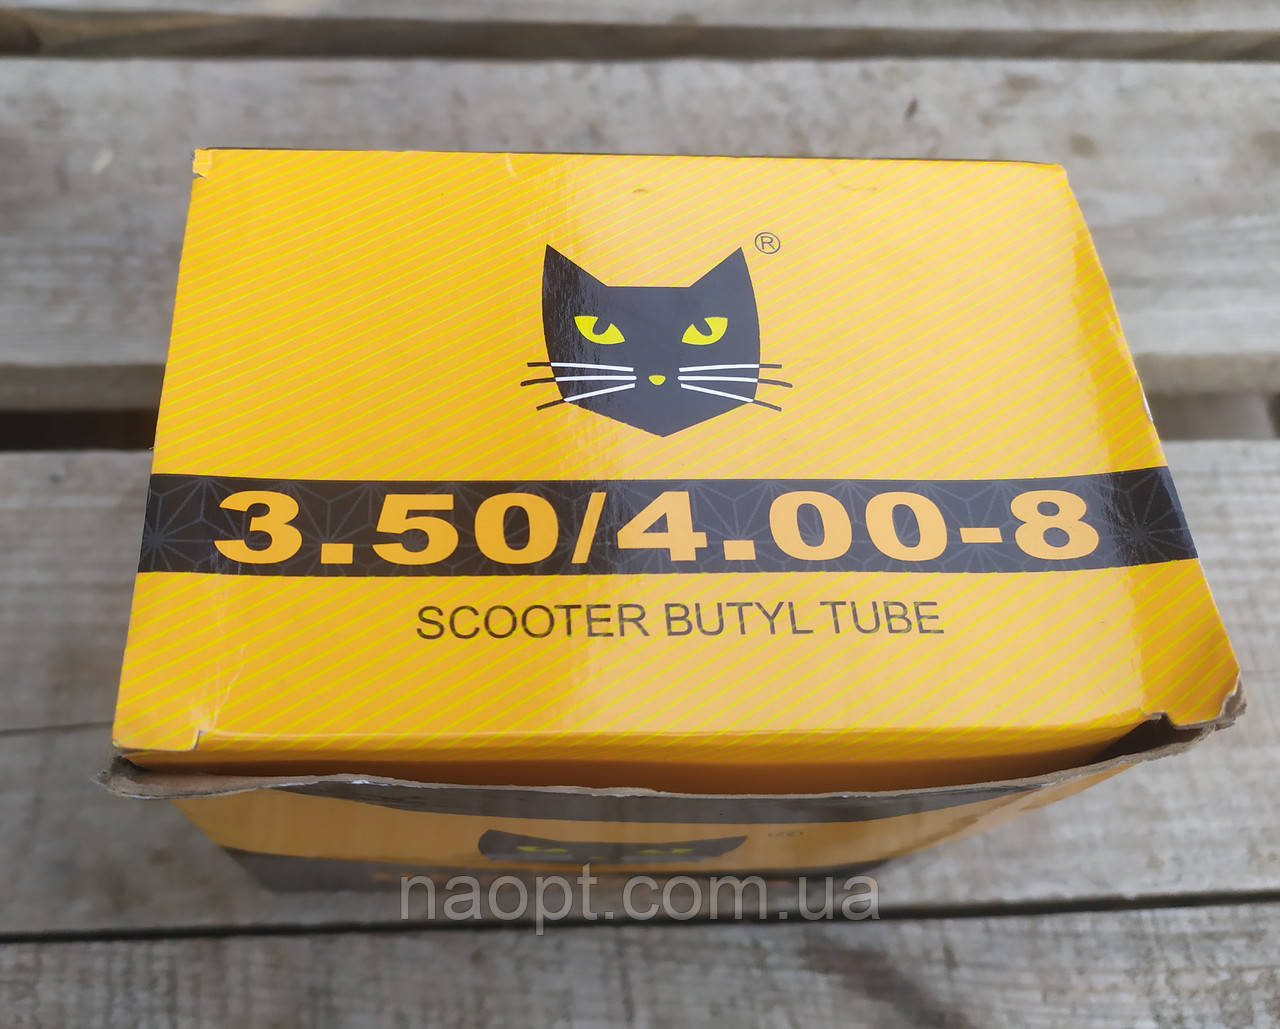 ®
3.50/4.00-8
SCOOTER BUTYL TUBE
naopt.com.ua